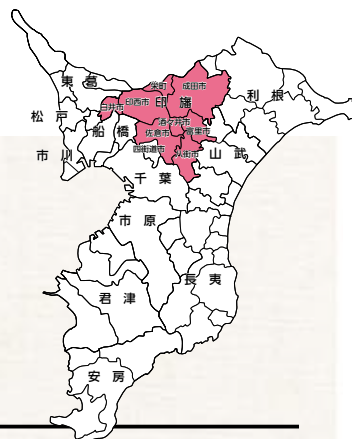 東 葛
栄町
成田市
白井市
印西市
印 旛
利 根
松 戸
船 橋
酒々井市
佐倉市
富里市
市 川
四街道市
八街市
山 武
千 葉
市 原
君 津
長 夷
安 房